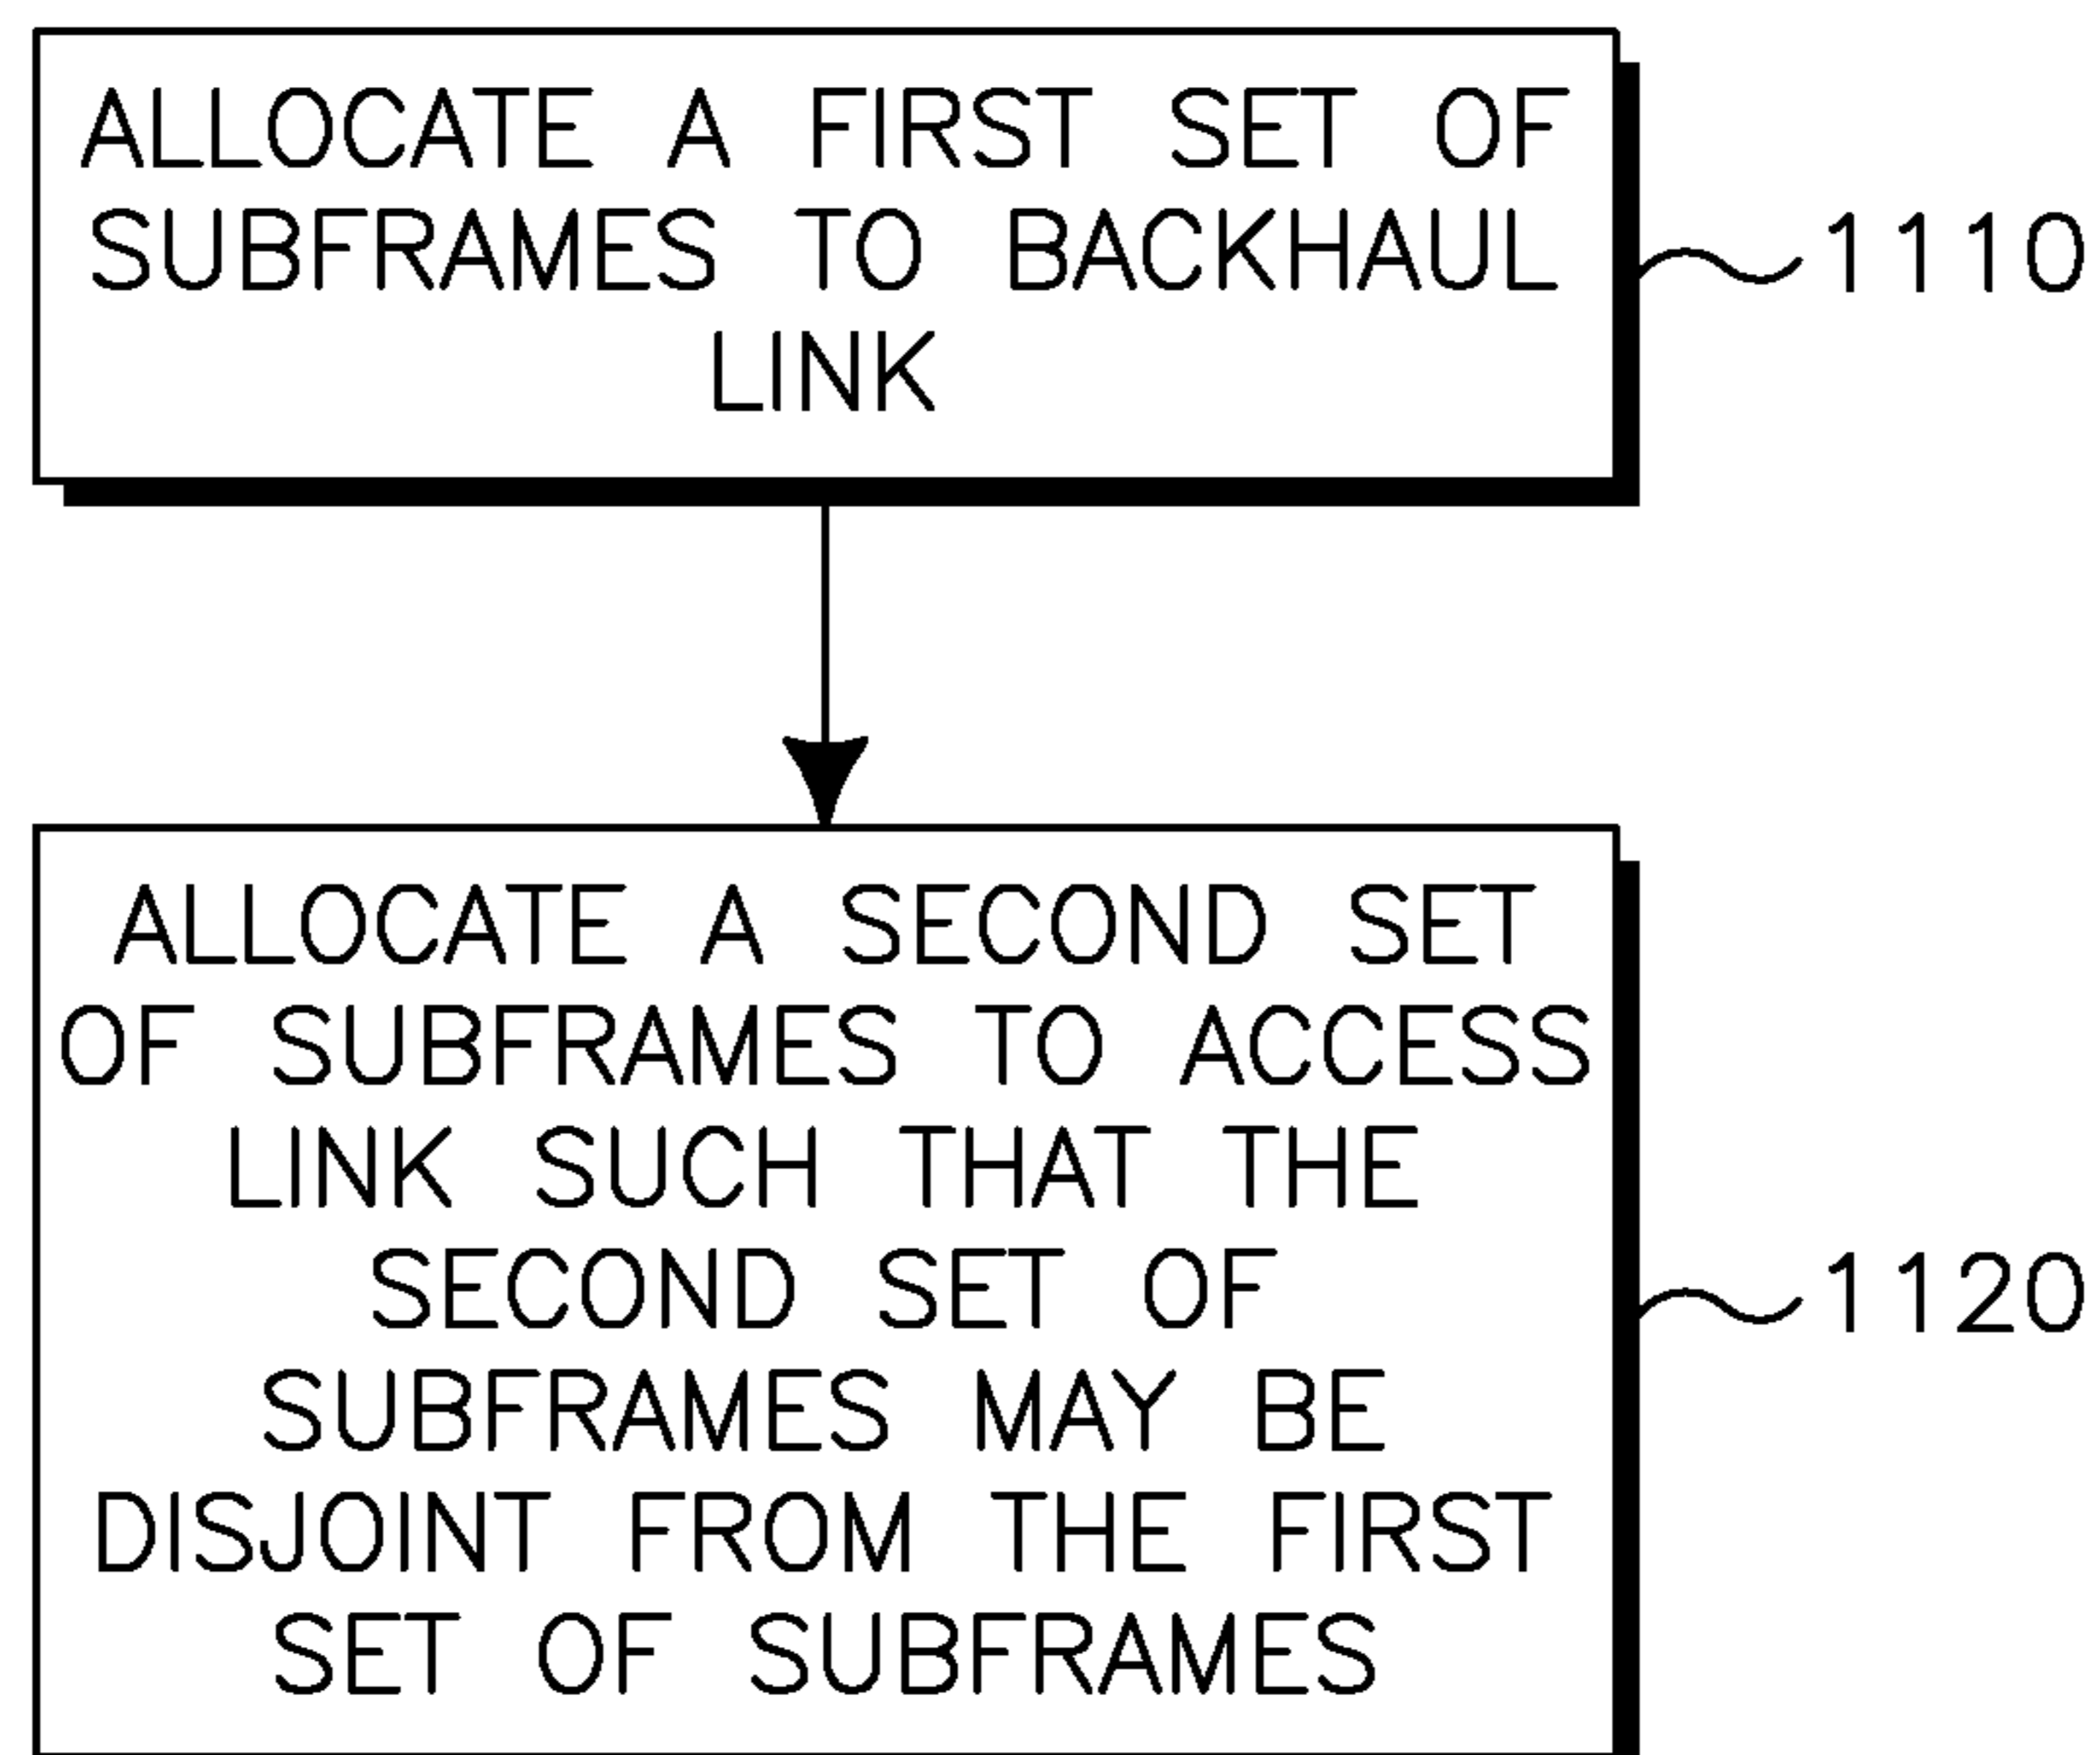 ALLOCATE A FIRST SET OF
SUBFRAMES TO BACKHAUL
LINK
1110
ALLOCATE A SECOND SET
OF SUBFRAMES TO ACCESS
LINK SUCH THAT THE
SECOND SET OF
SUBFRAMES MAY BE
DISJOINT FROM THE FIRST
SET OF SUBFRAMES
1120